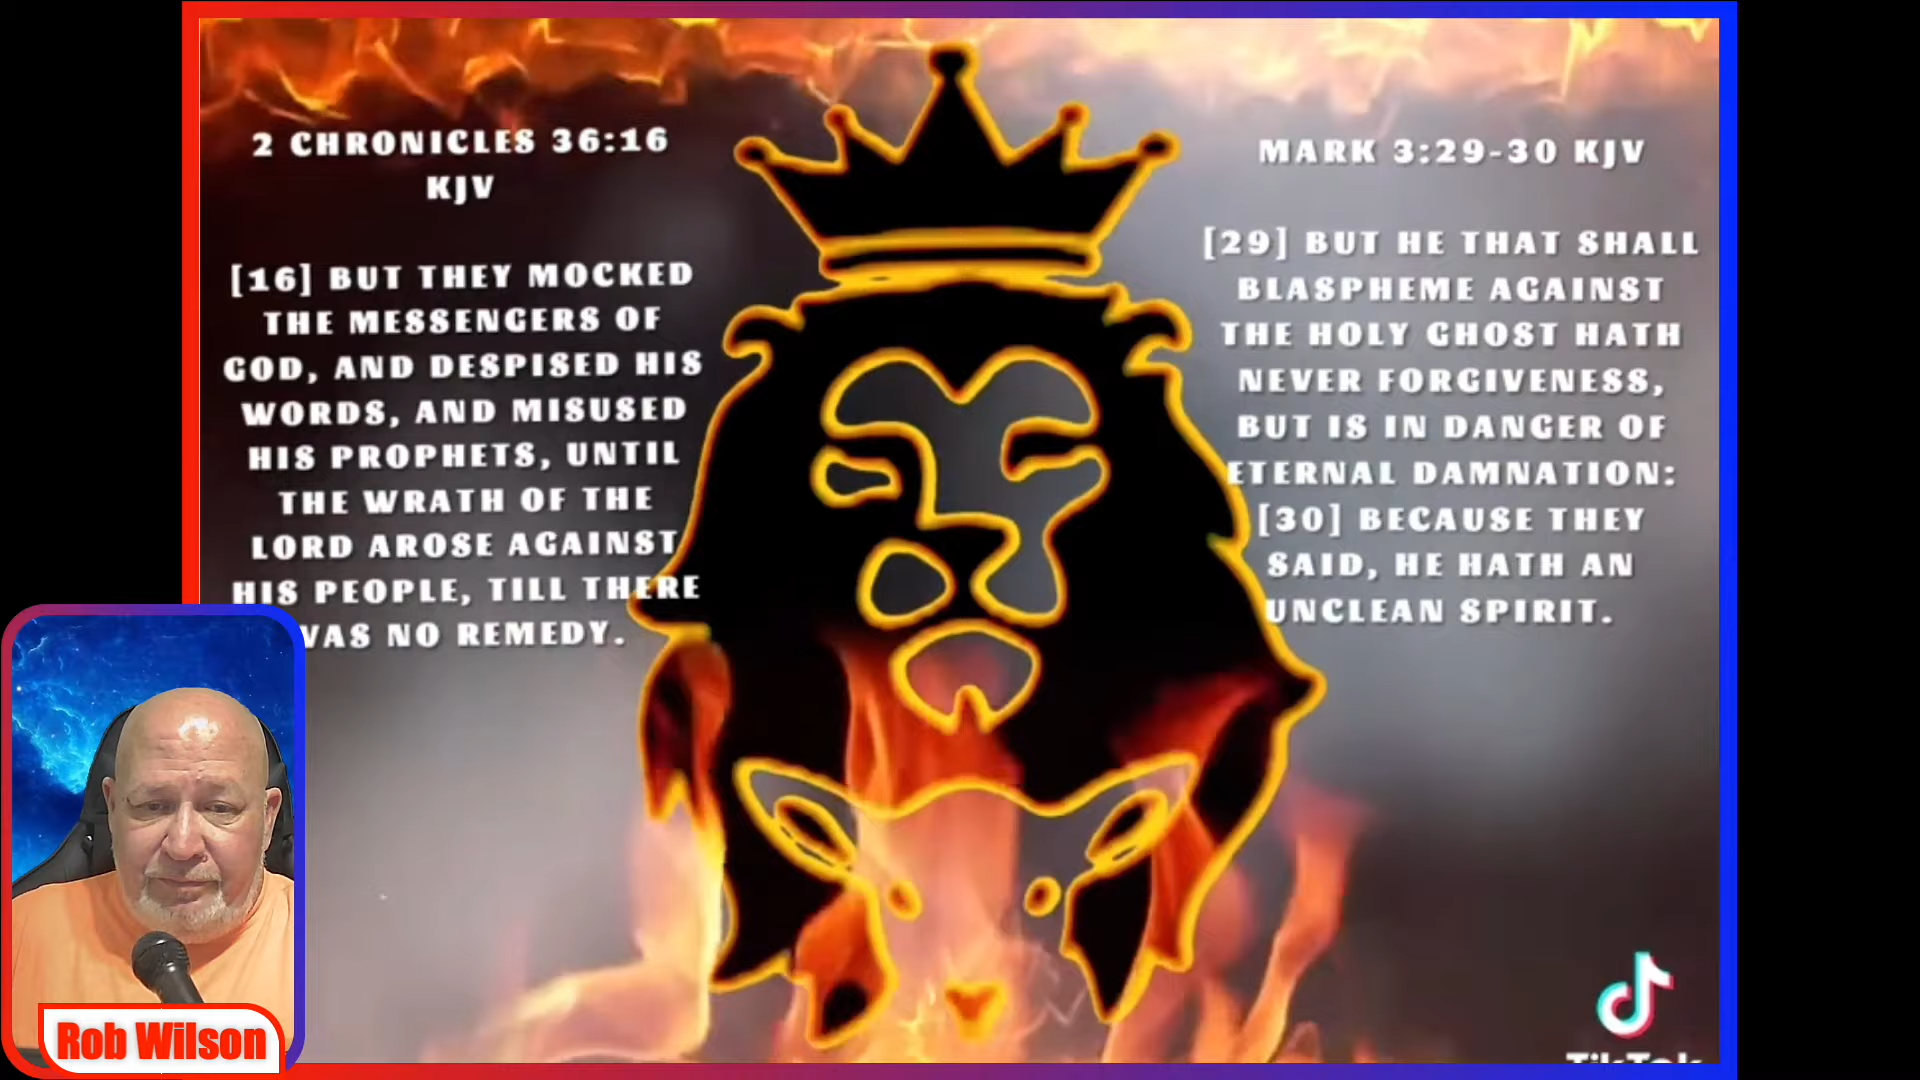 2 CHRONICLES 36:16
KJV
[16] BUT THEY MOCKED
THE MESSENGERS OF
GOD, AND DESPISED HIS
WORDS, AND MISUSED
HIS PROPHETS, UNTIL
THE WRATH OF THE
LORD AROSE AGAINST
HIS PEOPLE, TILL THERE
WAS NO REMEDY.
MARK 3:29-30 KJV
[29] BUT HE THAT SHALL
BLASPHEME AGAINST
THE HOLY GHOST HATH
NEVER FORGIVENESS,
BUT IS IN DANGER OF
ETERNAL DAMNATION:
[30] BECAUSE THEY
SAID, HE HATH AN
UNCLEAN SPIRIT.
Rob Wilson
TikTok